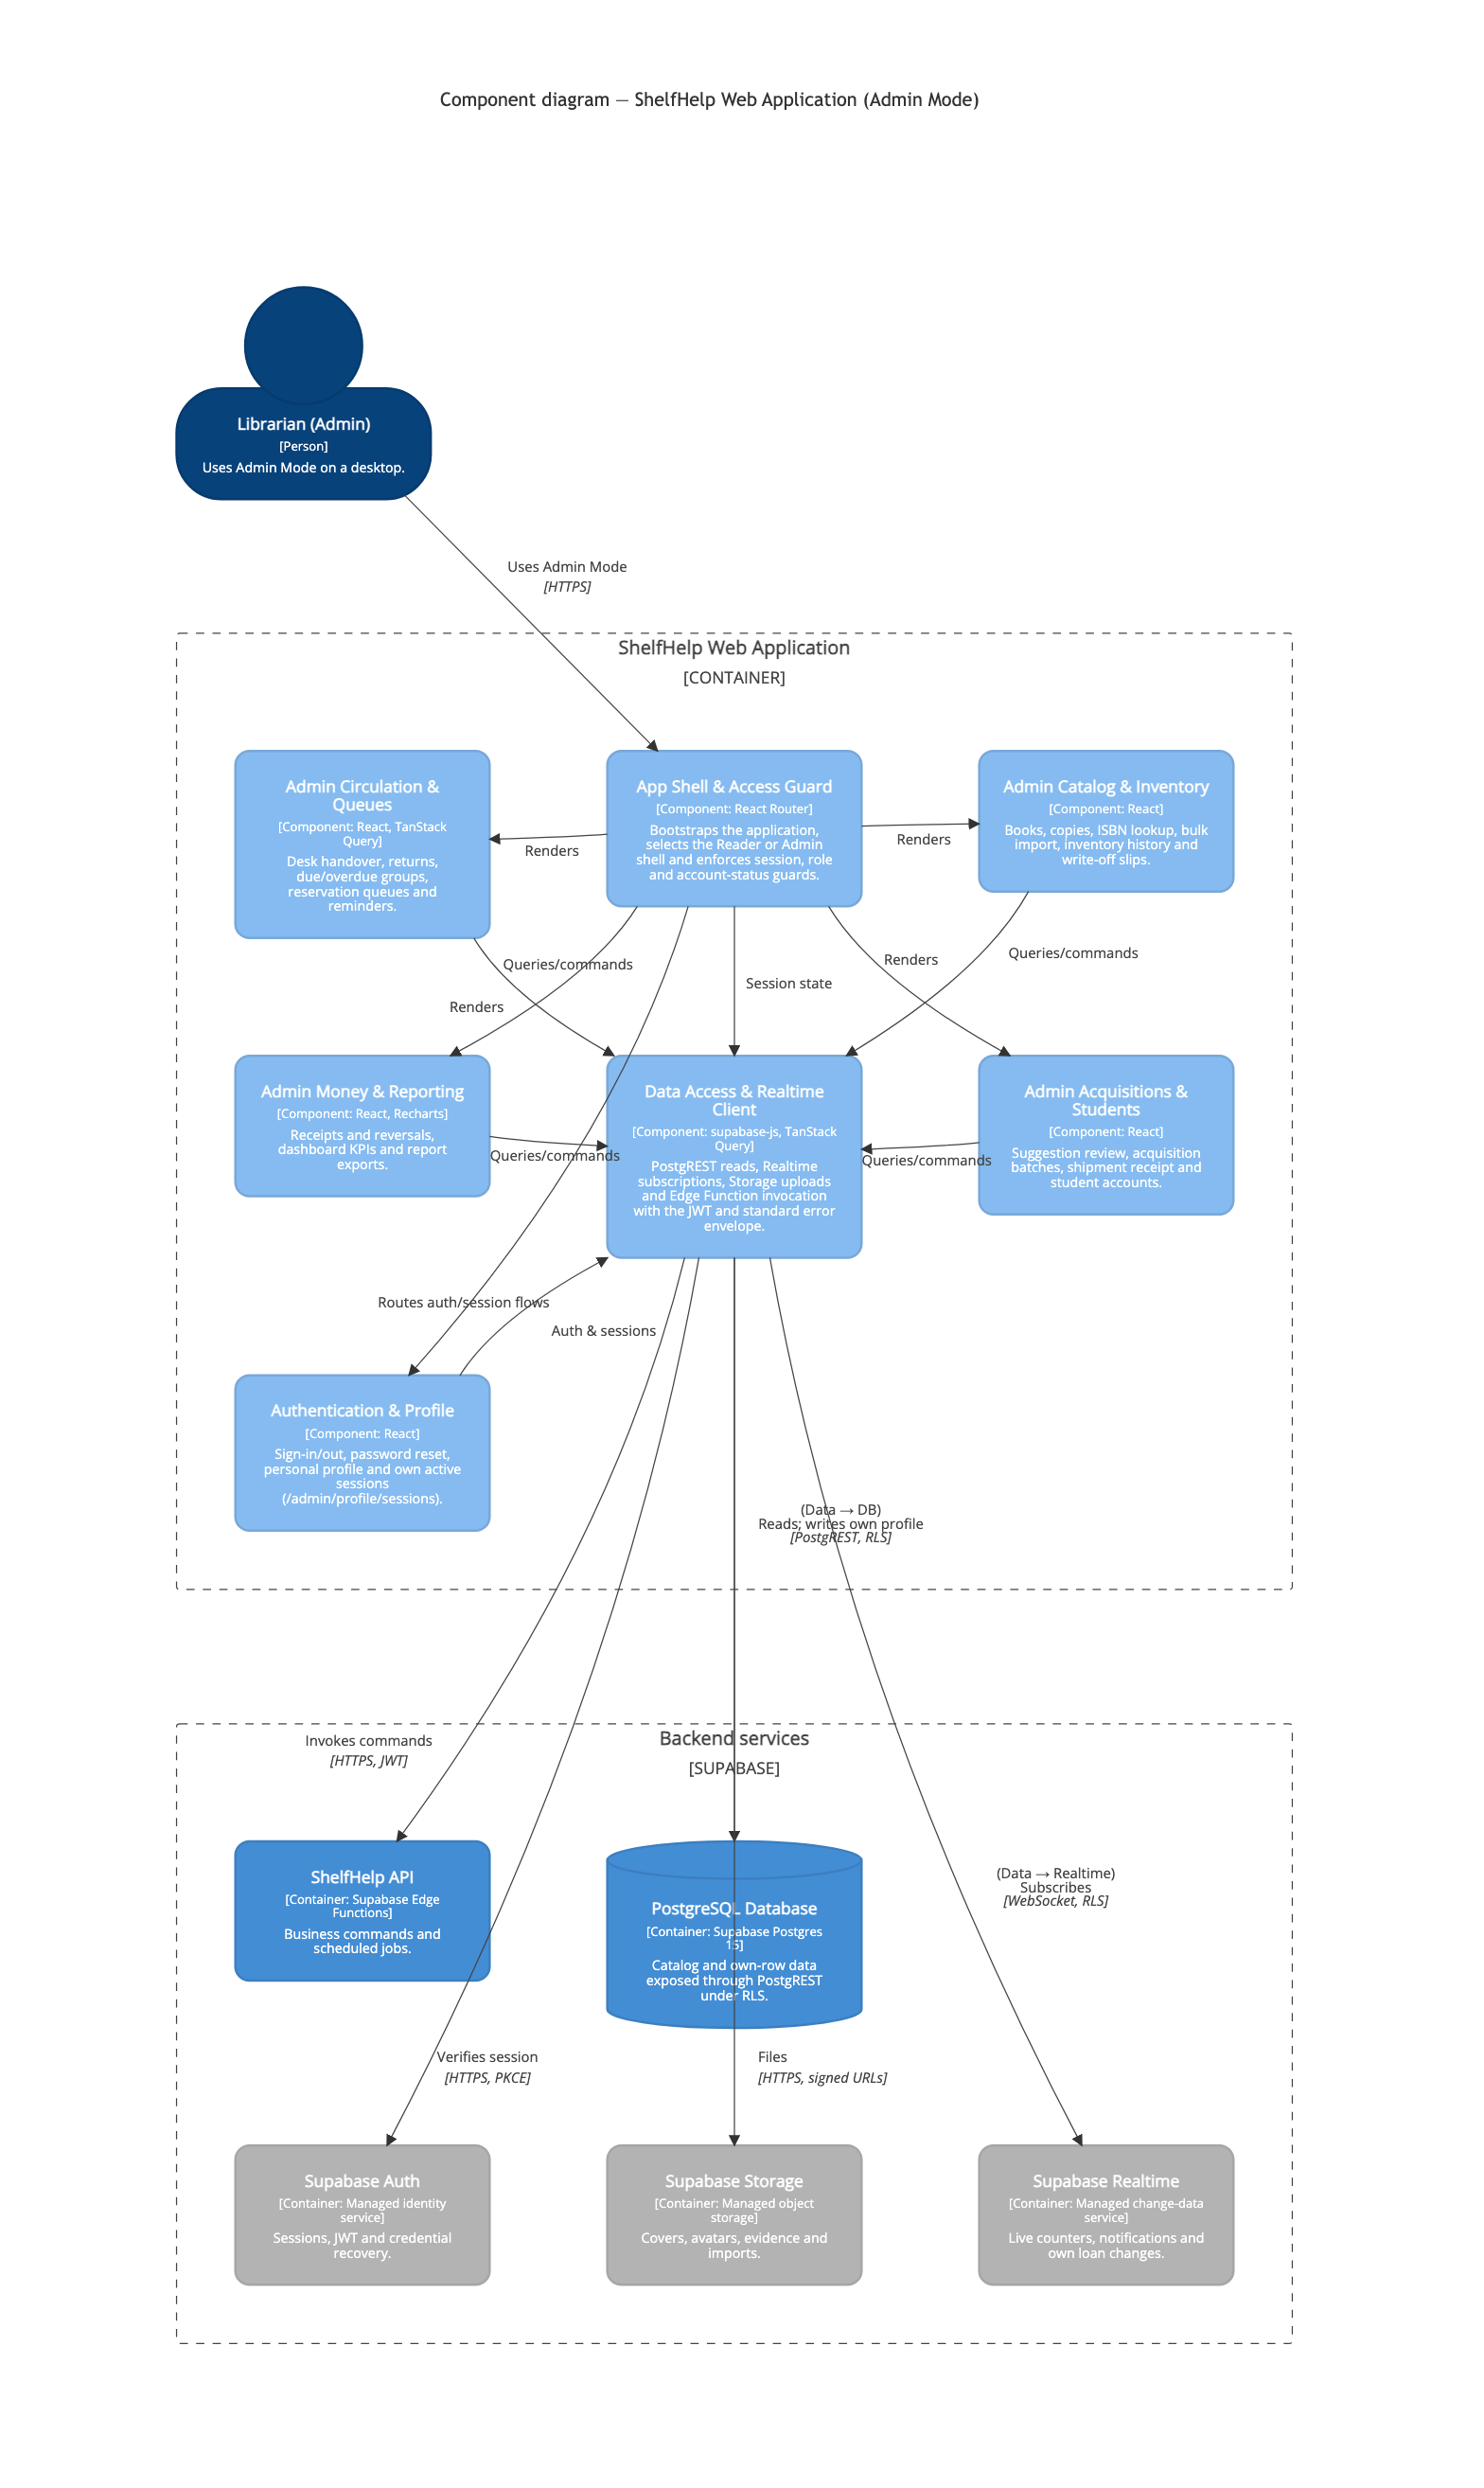 Component diagram — ShelfHelp Web Application (Admin Mode)
Librarian (Admin)
[Person]
Uses Admin Mode on a desktop.
Uses Admin Mode
[HTTPS]
ShelfHelp Web Application
[CONTAINER]
Admin Circulation &
Queues
[Component: React, TanStack
Query]
Desk handover, returns,
due/overdue groups,
reservation queues and
reminders.
Renders
App Shell & Access Guard
[Component: React Router]
Bootstraps the application,
selects the Reader or Admin
shell and enforces session, role
and account-status guards.
Renders
Admin Catalog & Inventory
[Component: React]
Books, copies, ISBN lookup, bulk
import, inventory history and
write-off slips.
Queries/commands
Renders
Session state
Renders
Queries/commands
Admin Money & Reporting
[Component: React, Recharts]
Receipts and reversals,
dashboard KPIs and report
exports.
Queries/commands
Data Access & Realtime
Client
[Component: supabase-js, TanStack
Query]
PostgREST reads, Realtime
subscriptions, Storage uploads
and Edge Function invocation
with the JWT and standard error
envelope.
Queries/commands
Admin Acquisitions &
Students
[Component: React]
Suggestion review, acquisition
batches, shipment receipt and
student accounts.
Routes auth/session flows
Auth & sessions
Authentication & Profile
[Component: React]
Sign-in/out, password reset,
personal profile and own active
sessions
(/admin/profile/sessions).
(Data → DB)
Reads; writes own profile
[PostgREST, RLS]
Backend services
[SUPABASE]
Invokes commands
[HTTPS, JWT]
ShelfHelp API
[Container: Supabase Edge
Functions]
Business commands and
scheduled jobs.
PostgreSQL Database
[Container: Supabase Postgres
15]
Catalog and own-row data
exposed through PostgREST
under RLS.
(Data → Realtime)
Subscribes
[WebSocket, RLS]
Verifies session
[HTTPS, PKCE]
Files
[HTTPS, signed URLs]
Supabase Auth
[Container: Managed identity
service]
Sessions, JWT and credential
recovery.
Supabase Storage
[Container: Managed object
storage]
Covers, avatars, evidence and
imports.
Supabase Realtime
[Container: Managed change-data
service]
Live counters, notifications and
own loan changes.